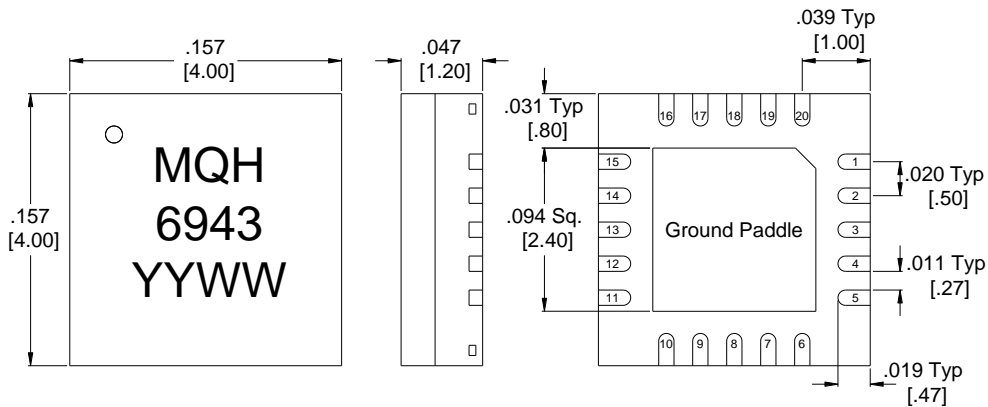 .157
[4.00]
.047
[1.20]
.039 Typ
[1.00]
.157
[4.00]
MQH
6943
YYWW
.031 Typ
[.80]
.094 Sq.
[2.40]
16 17 18 19 20
15
14
13
12
11
Ground Paddle
1
2
3
4
5
10 9 8 7 6
.020 Typ
[.50]
.011 Typ
[.27]
.019 Typ
[.47]